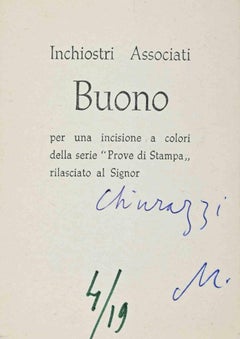 Inchiostri Associati
Buono
per una incisione a colori
della serie "Prove di Stampa„
rilasciato al Signor
Chiurazzi
M.
4/19